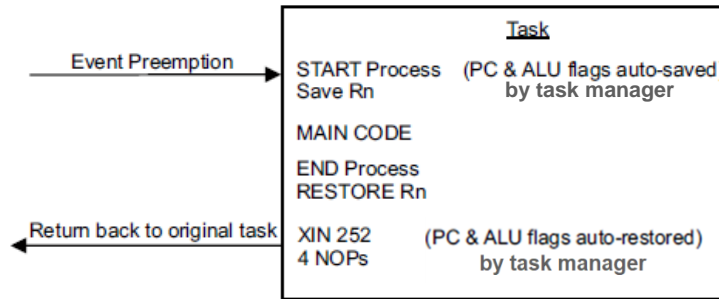 Task
Event Preemption
START Process (PC & ALU flags auto-saved
Save Rn by task manager
MAIN CODE
END Process
RESTORE Rn
Return back to original task
XIN 252 (PC & ALU flags auto-restored)
4 NOPs by task manager